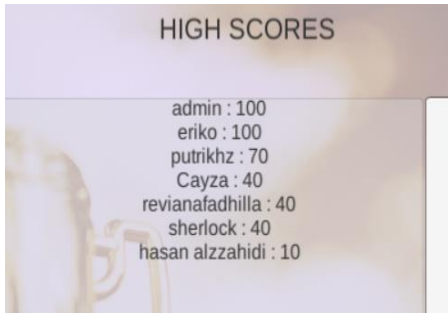 HIGH SCORES
admin : 100
eriko : 100
putrikhz : 70
Cayza : 40
revianafadhilla : 40
sherlock : 40
hasan alzzahidi : 10